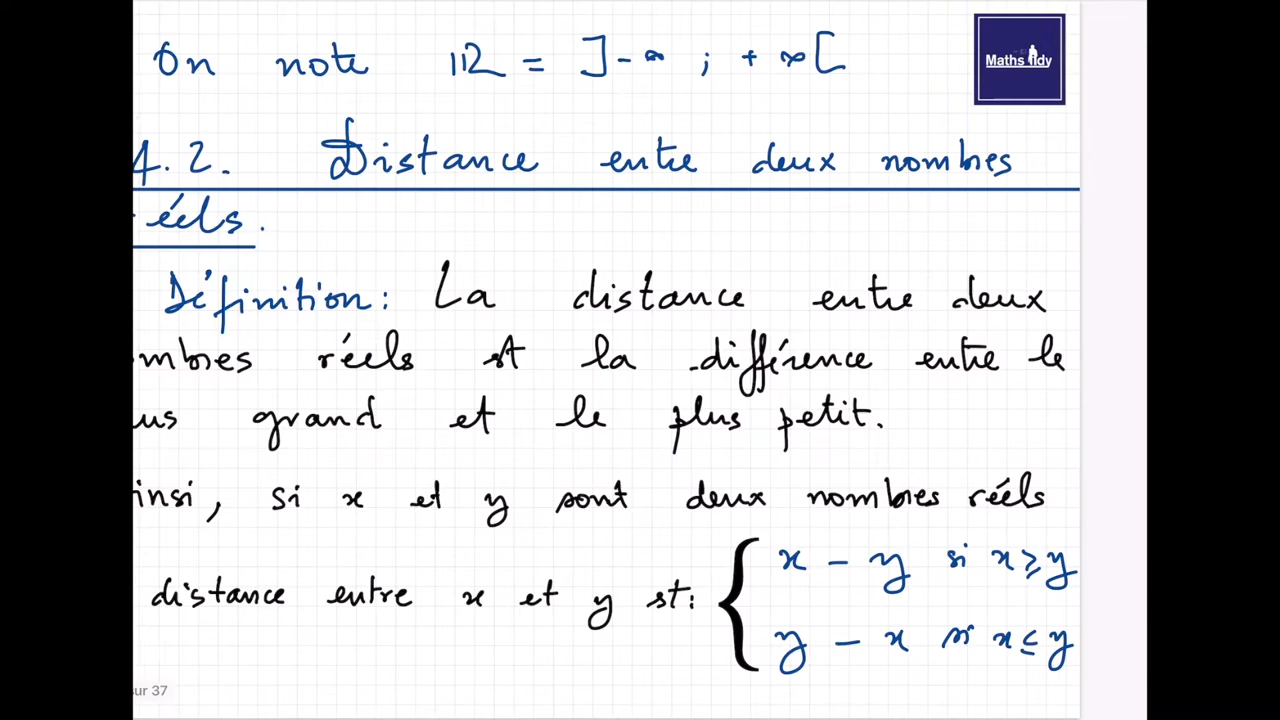 On note ℝ = ]-∞ ; +∞[
Maths fidy
4.2. Distance entre deux nombres
réels.
Définition: La distance entre deux
ombres réels est la différence entre le
us grand et le plus petit.
insi, si x et y sont deux nombres réels
distance entre x et y est: { x - y si x ≥ y
y - x si x ≤ y
sur 37